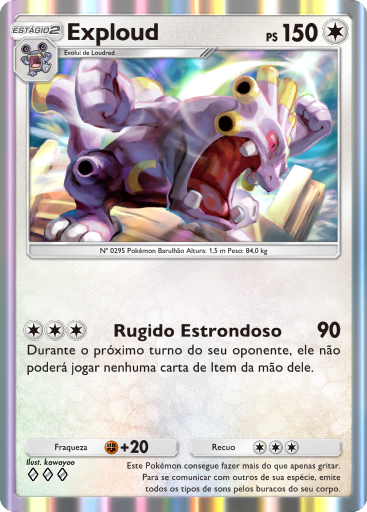 ESTÁGIO 2
Exploud
PS 150
Evolui de Loudred
Nº 0295 Pokémon Barulhão Altura: 1,5 m Peso: 84,0 kg
Rugido Estrondoso 90
Durante o próximo turno do seu oponente, ele não
poderá jogar nenhuma carta de Item da mão dele.
Fraqueza +20 Recuo
Ilust. kawayoo
Este Pokémon consegue fazer mais do que apenas gritar.
Para se comunicar com outros de sua espécie, emite
todos os tipos de sons pelos buracos do seu corpo.